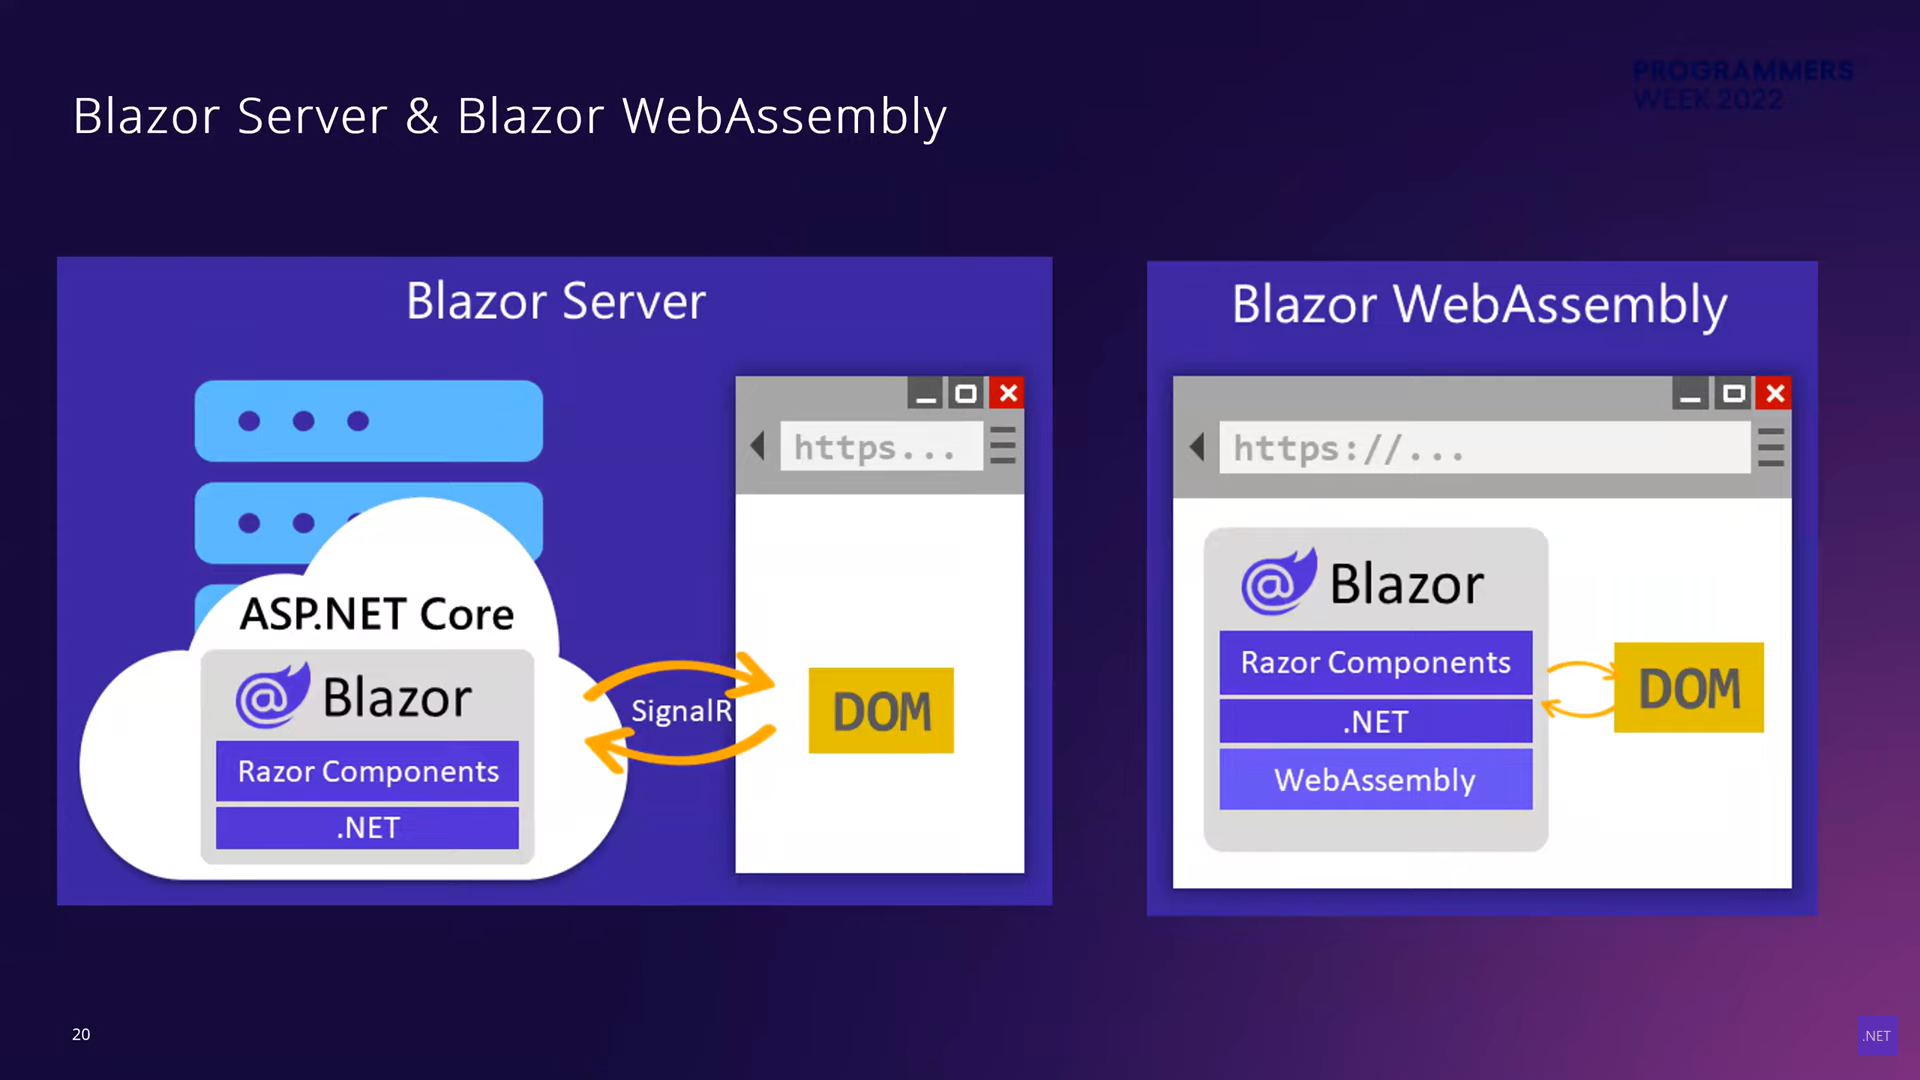 PROGRAMMERS
WEEK 2022
Blazor Server & Blazor WebAssembly
Blazor Server
https...
ASP.NET Core
@ Blazor
Razor Components
.NET
SignalR
DOM
Blazor WebAssembly
https://...
@ Blazor
Razor Components
.NET
WebAssembly
DOM
20
.NET